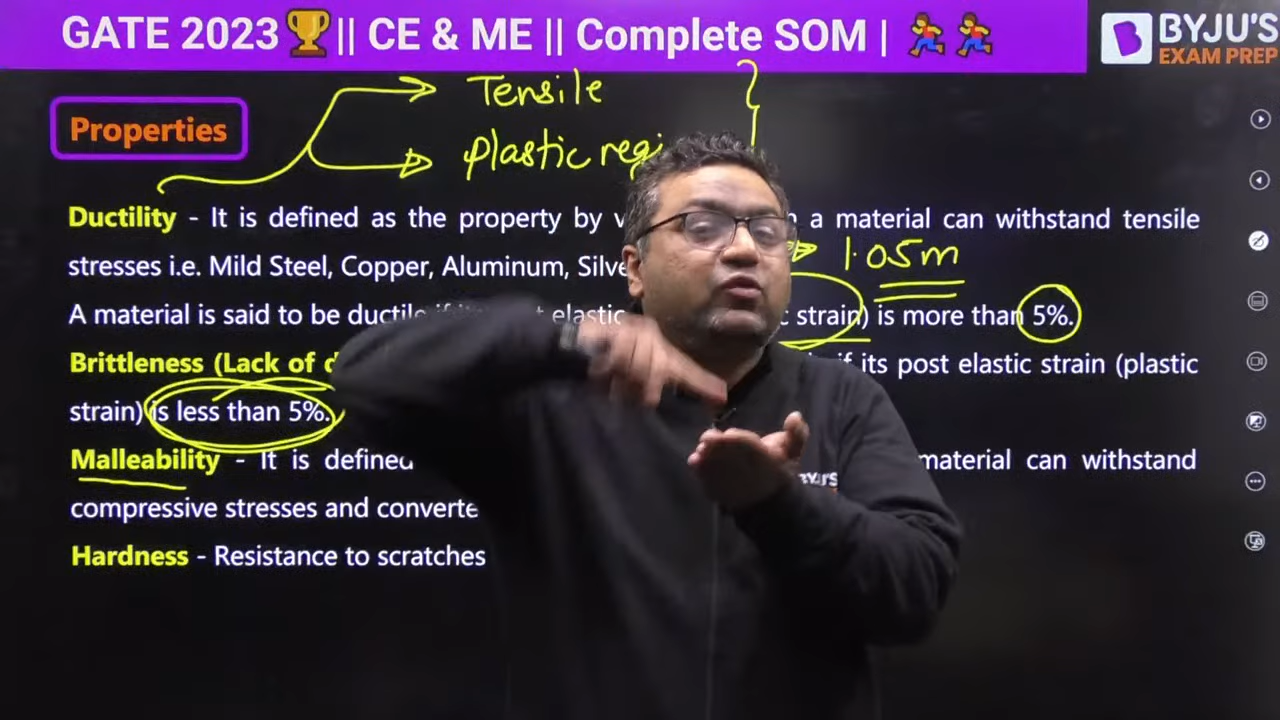 GATE 2023🏆|| CE & ME || Complete SOM | 🏃🏃
BYJU'S
EXAM PREP
Tensile
Properties
plastic regi
Ductility - It is defined as the property by a material can withstand tensile
1.05m
stresses i.e. Mild Steel, Copper, Aluminum,
A material is said to be ductile elastic strain) is more than 5%.
Brittleness (Lack of if its post elastic strain (plastic
strain) is less than 5%.
Malleability - It is defined material can withstand
BYJU'S
compressive stresses and
Hardness - Resistance to scratches